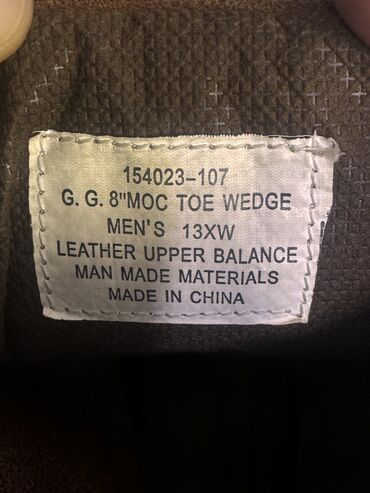 154023-107
G. G. 8"MOC TOE WEDGE
MEN'S 13XW
LEATHER UPPER BALANCE
MAN MADE MATERIALS
MADE IN CHINA